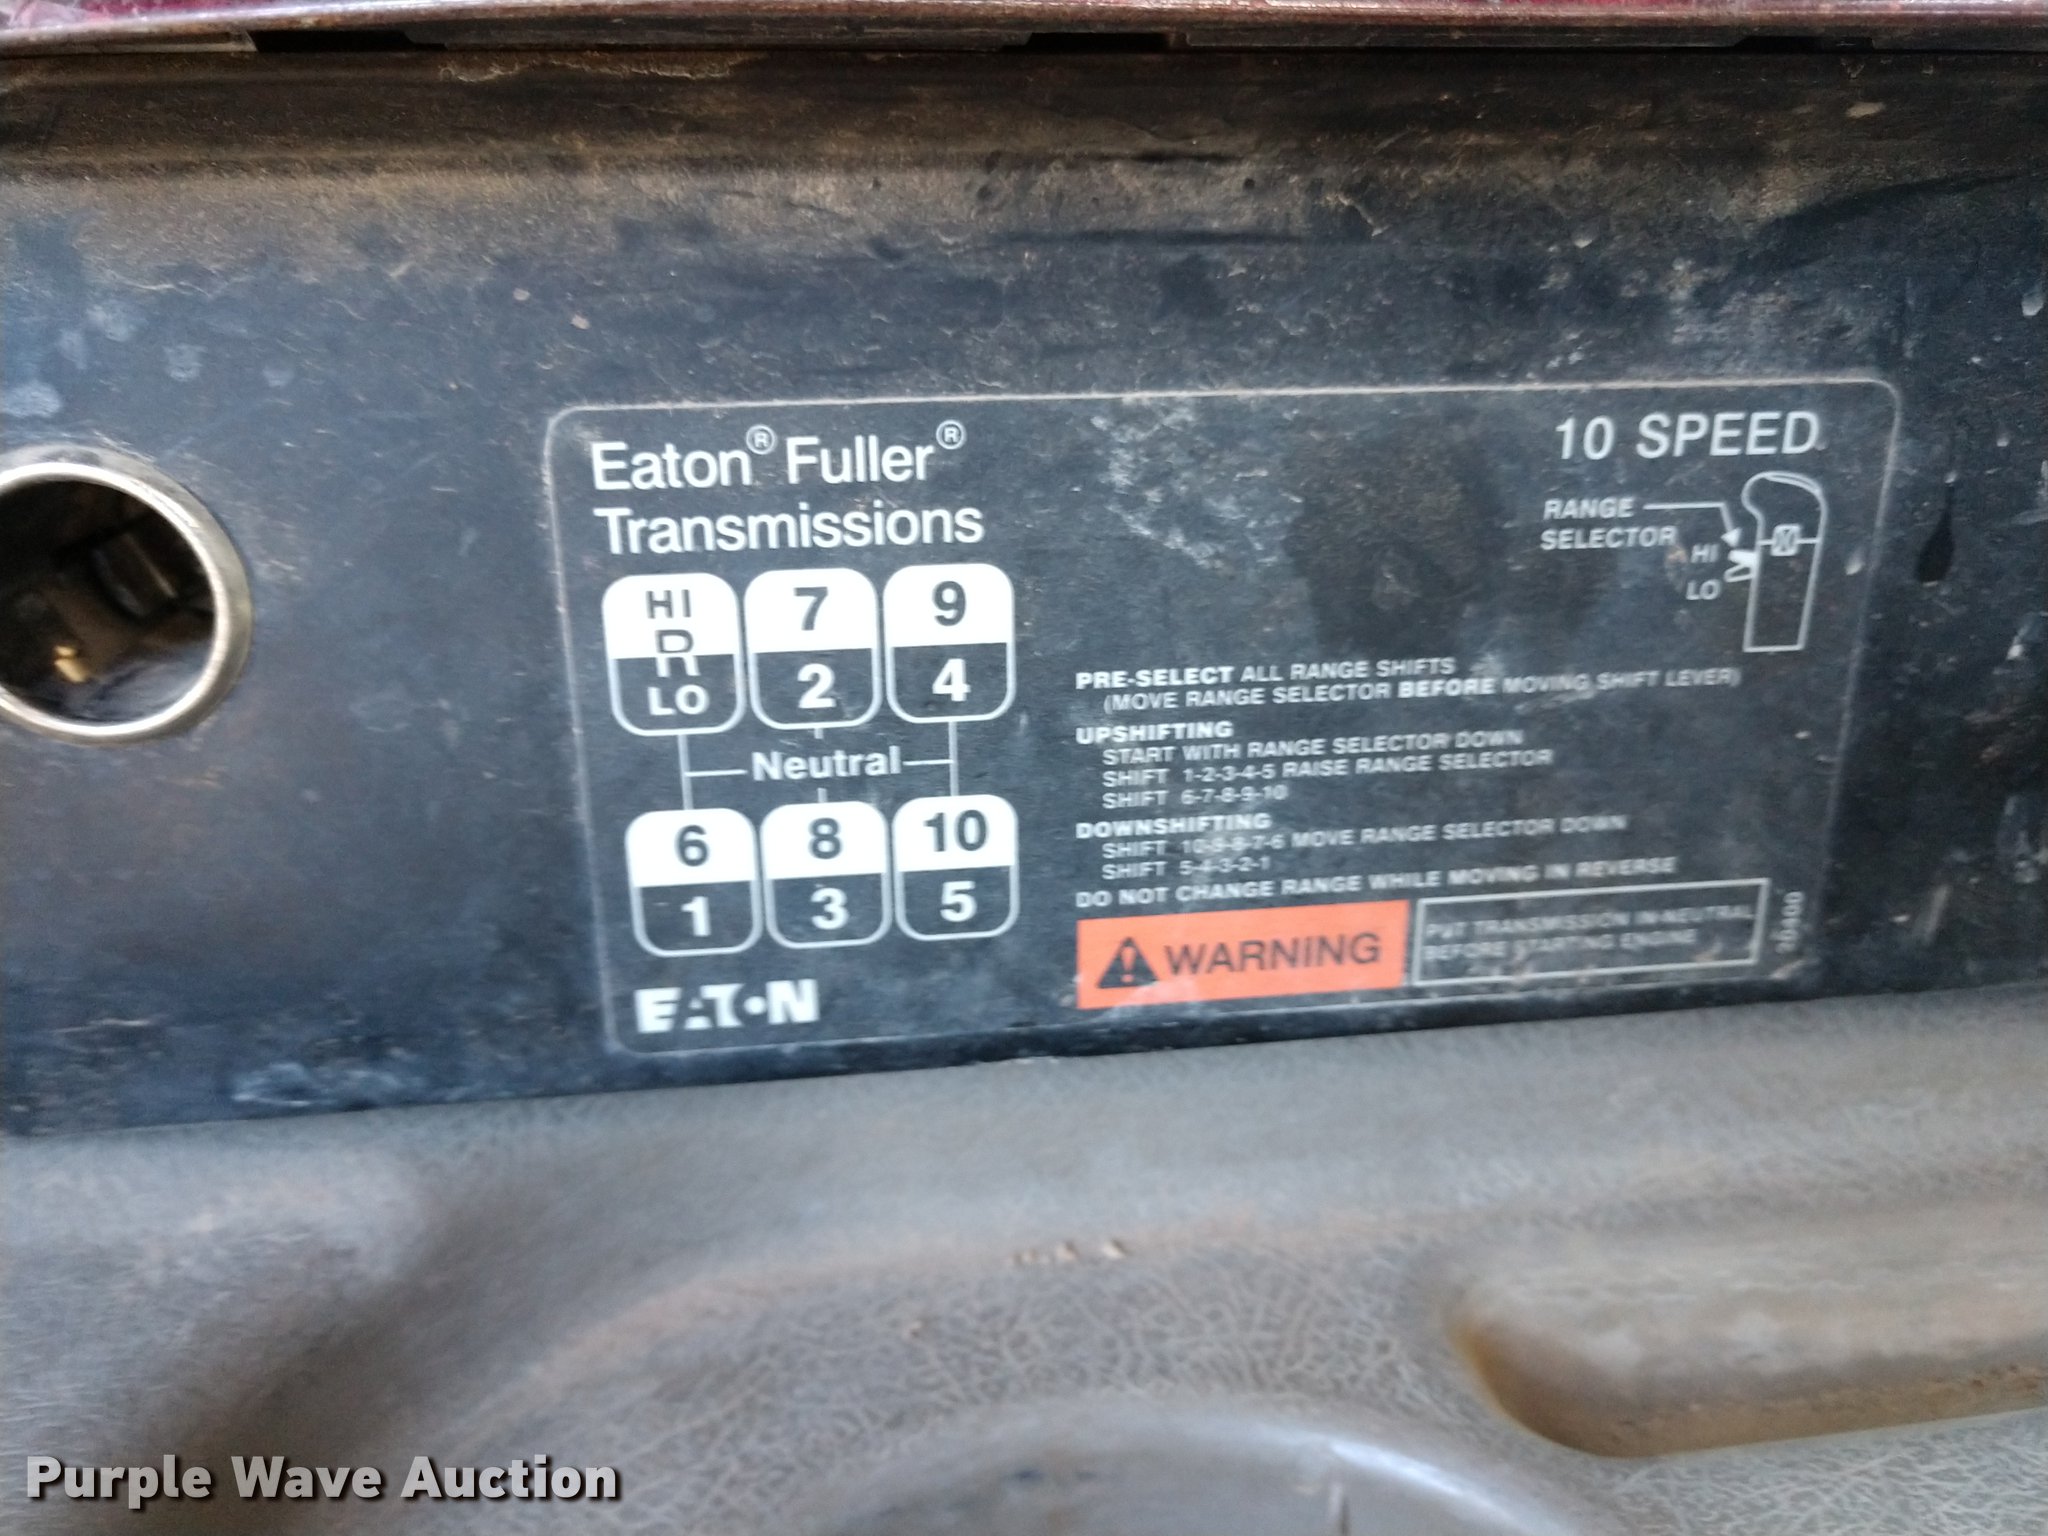 Eaton® Fuller®
Transmissions
HI
R
LO
7
2
9
4
Neutral
6
1
8
3
10
5
EATON
10 SPEED
RANGE
SELECTOR
HI
LO
PRE-SELECT ALL RANGE SHIFTS
(MOVE RANGE SELECTOR BEFORE MOVING SHIFT LEVER)
UPSHIFTING
START WITH RANGE SELECTOR DOWN
SHIFT 1-2-3-4-5 RAISE RANGE SELECTOR
SHIFT 6-7-8-9-10
DOWNSHIFTING
SHIFT 10-9-8-7-6 MOVE RANGE SELECTOR DOWN
SHIFT 5-4-3-2-1
DO NOT CHANGE RANGE WHILE MOVING IN REVERSE
WARNING
PUT TRANSMISSION IN NEUTRAL
BEFORE STARTING ENGINE
Purple Wave Auction